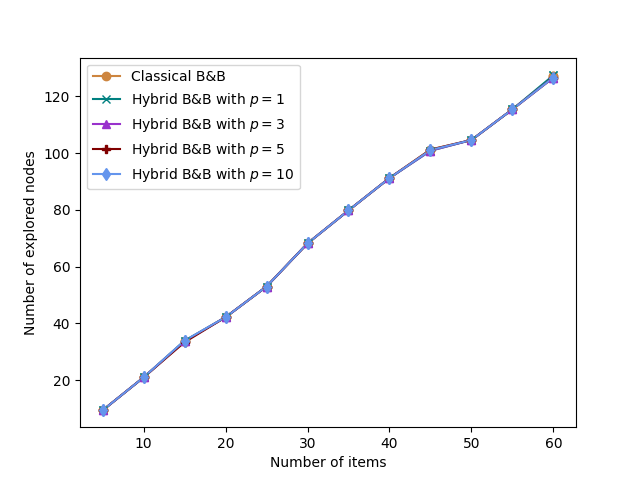 Classical B&B
Hybrid B&B with p = 1
Hybrid B&B with p = 3
Hybrid B&B with p = 5
Hybrid B&B with p = 10
120
100
80
60
40
20
Number of explored nodes
10 20 30 40 50 60
Number of items